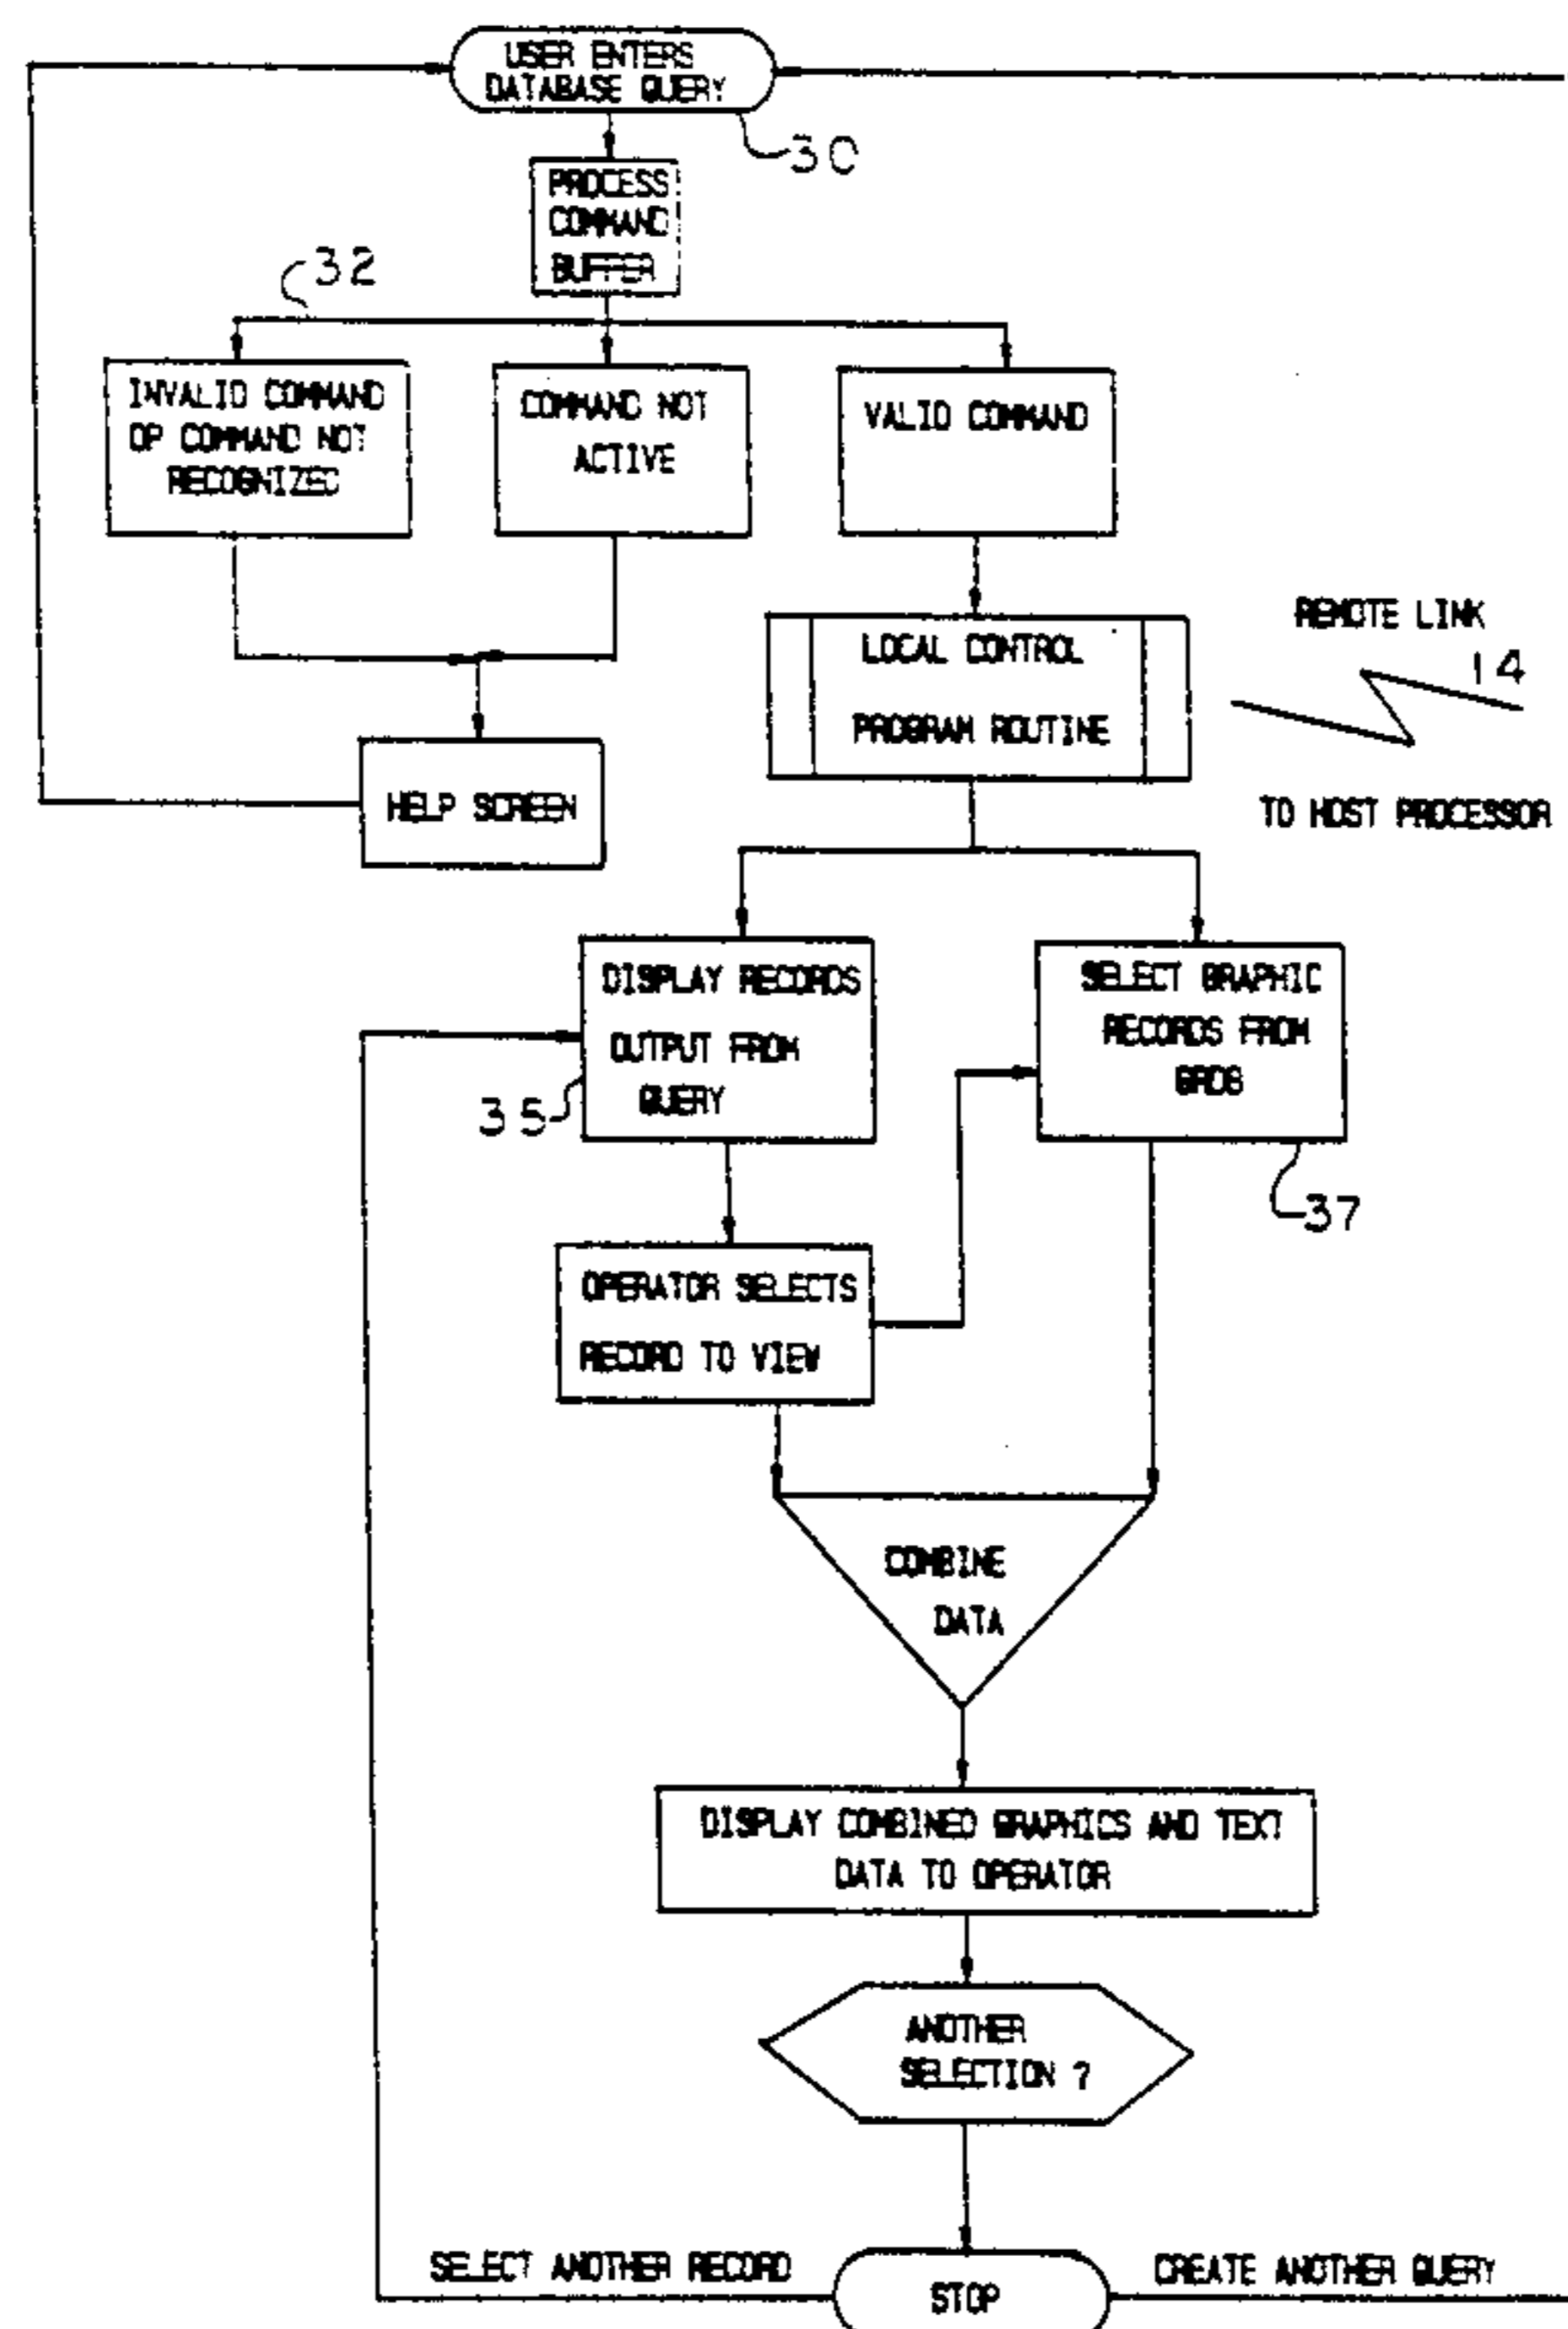 USER ENTERS
DATABASE QUERY
30
PROCESS
COMMAND
BUFFER
32
INVALID COMMAND
OR COMMAND NOT
RECOGNIZED
COMMAND NOT
ACTIVE
VALID COMMAND
LOCAL CONTROL
PROGRAM ROUTINE
REMOTE LINK
14
TO HOST PROCESSOR
HELP SCREEN
DISPLAY RECORDS
OUTPUT FROM
QUERY
35
SELECT GRAPHIC
RECORDS FROM
GRDB
37
OPERATOR SELECTS
RECORD TO VIEW
COMBINE
DATA
DISPLAY COMBINED GRAPHICS AND TEXT
DATA TO OPERATOR
ANOTHER
SELECTION ?
SELECT ANOTHER RECORD
STOP
CREATE ANOTHER QUERY